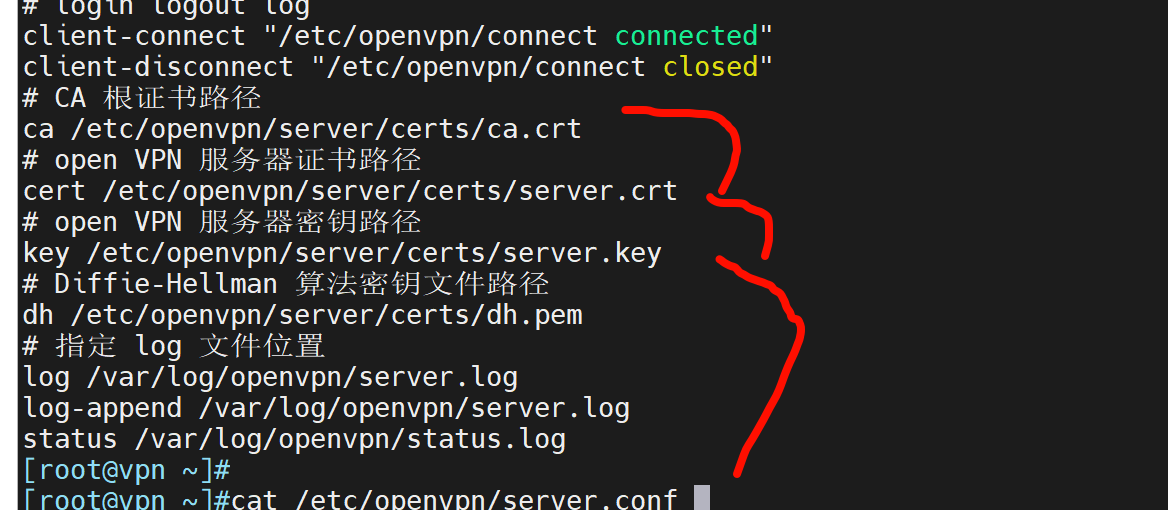 # login logout log
client-connect "/etc/openvpn/connect connected"
client-disconnect "/etc/openvpn/connect closed"
# CA 根证书路径
ca /etc/openvpn/server/certs/ca.crt
# open VPN 服务器证书路径
cert /etc/openvpn/server/certs/server.crt
# open VPN 服务器密钥路径
key /etc/openvpn/server/certs/server.key
# Diffie-Hellman 算法密钥文件路径
dh /etc/openvpn/server/certs/dh.pem
# 指定 log 文件位置
log /var/log/openvpn/server.log
log-append /var/log/openvpn/server.log
status /var/log/openvpn/status.log
[root@vpn ~]#
[root@vpn ~]#cat /etc/openvpn/server.conf